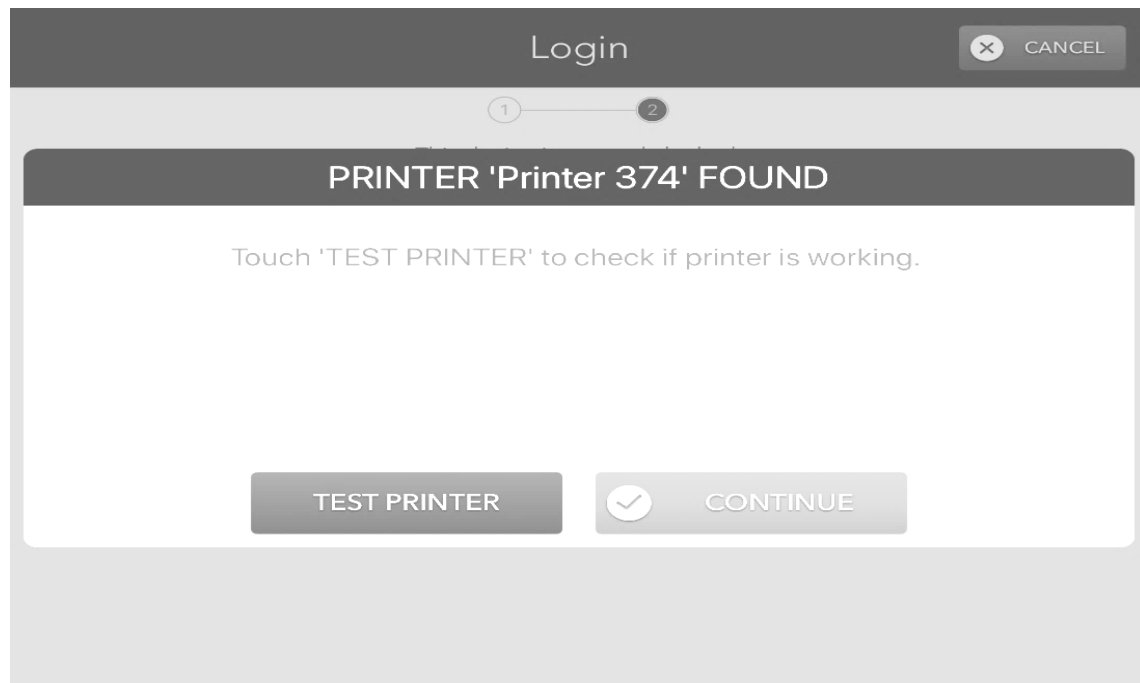 Login
CANCEL
1
2
PRINTER 'Printer 374' FOUND
Touch 'TEST PRINTER' to check if printer is working.
TEST PRINTER
CONTINUE